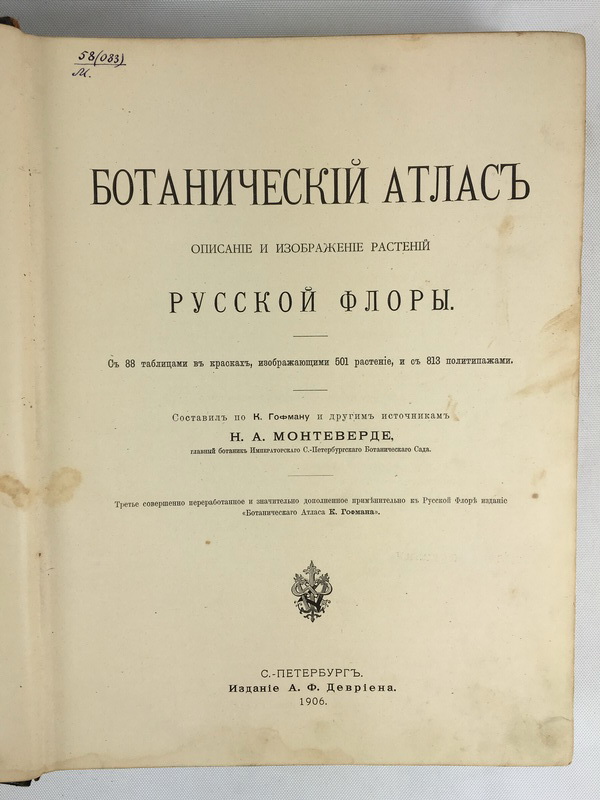 58(083)
М.
БОТАНИЧЕСКІЙ АТЛАСЪ
ОПИСАНІЕ И ИЗОБРАЖЕНІЕ РАСТЕНІЙ
РУССКОЙ ФЛОРЫ.
Съ 88 таблицами въ краскахъ, изображающими 501 растеніе, и съ 813 политипажами.
Составилъ по К. Гофману и другимъ источникамъ
Н. А. МОНТЕВЕРДЕ,
главный ботаникъ Императорскаго С.-Петербургскаго Ботаническаго Сада.
Третье совершенно переработанное и значительно дополненное примѣнительно къ Русской Флорѣ изданіе
«Ботаническаго Атласа К. Гофмана».
С.-ПЕТЕРБУРГЪ.
Изданіе А. Ф. Девріена.
1906.